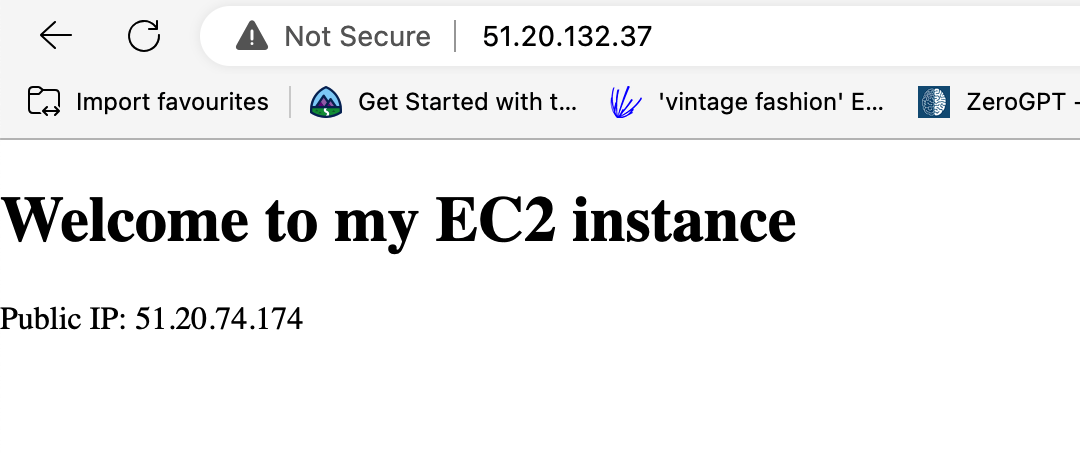 Not Secure 51.20.132.37
Import favourites Get Started with t... 'vintage fashion' E... ZeroGPT -
Welcome to my EC2 instance
Public IP: 51.20.74.174